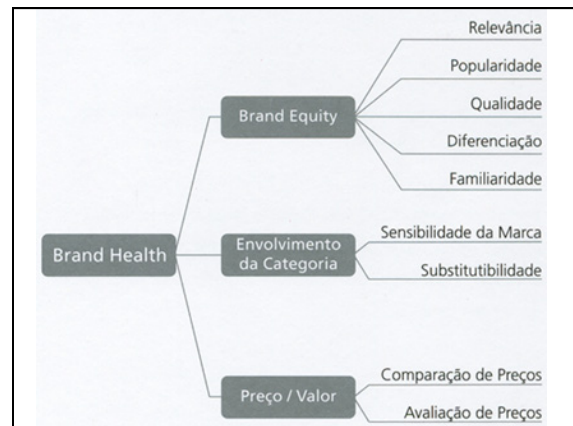 Relevância
Popularidade
Brand Equity
Qualidade
Diferenciação
Familiaridade
Brand Health
Envolvimento
da Categoria
Sensibilidade da Marca
Substitutibilidade
Preço / Valor
Comparação de Preços
Avaliação de Preços